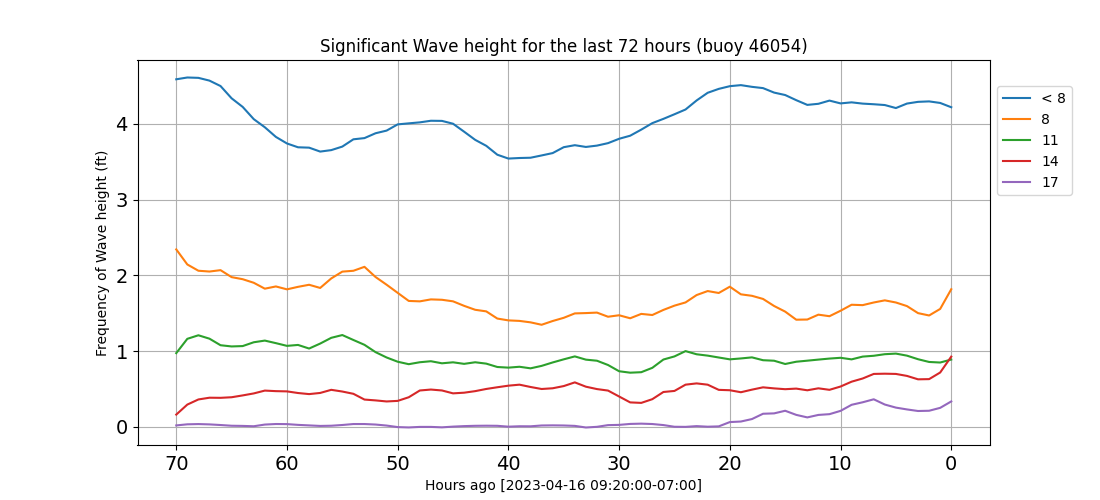 Significant Wave height for the last 72 hours (buoy 46054)
Frequency of Wave height (ft)
4
3
2
1
0
70 60 50 40 30 20 10 0
Hours ago [2023-04-16 09:20:00-07:00]
< 8
8
11
14
17